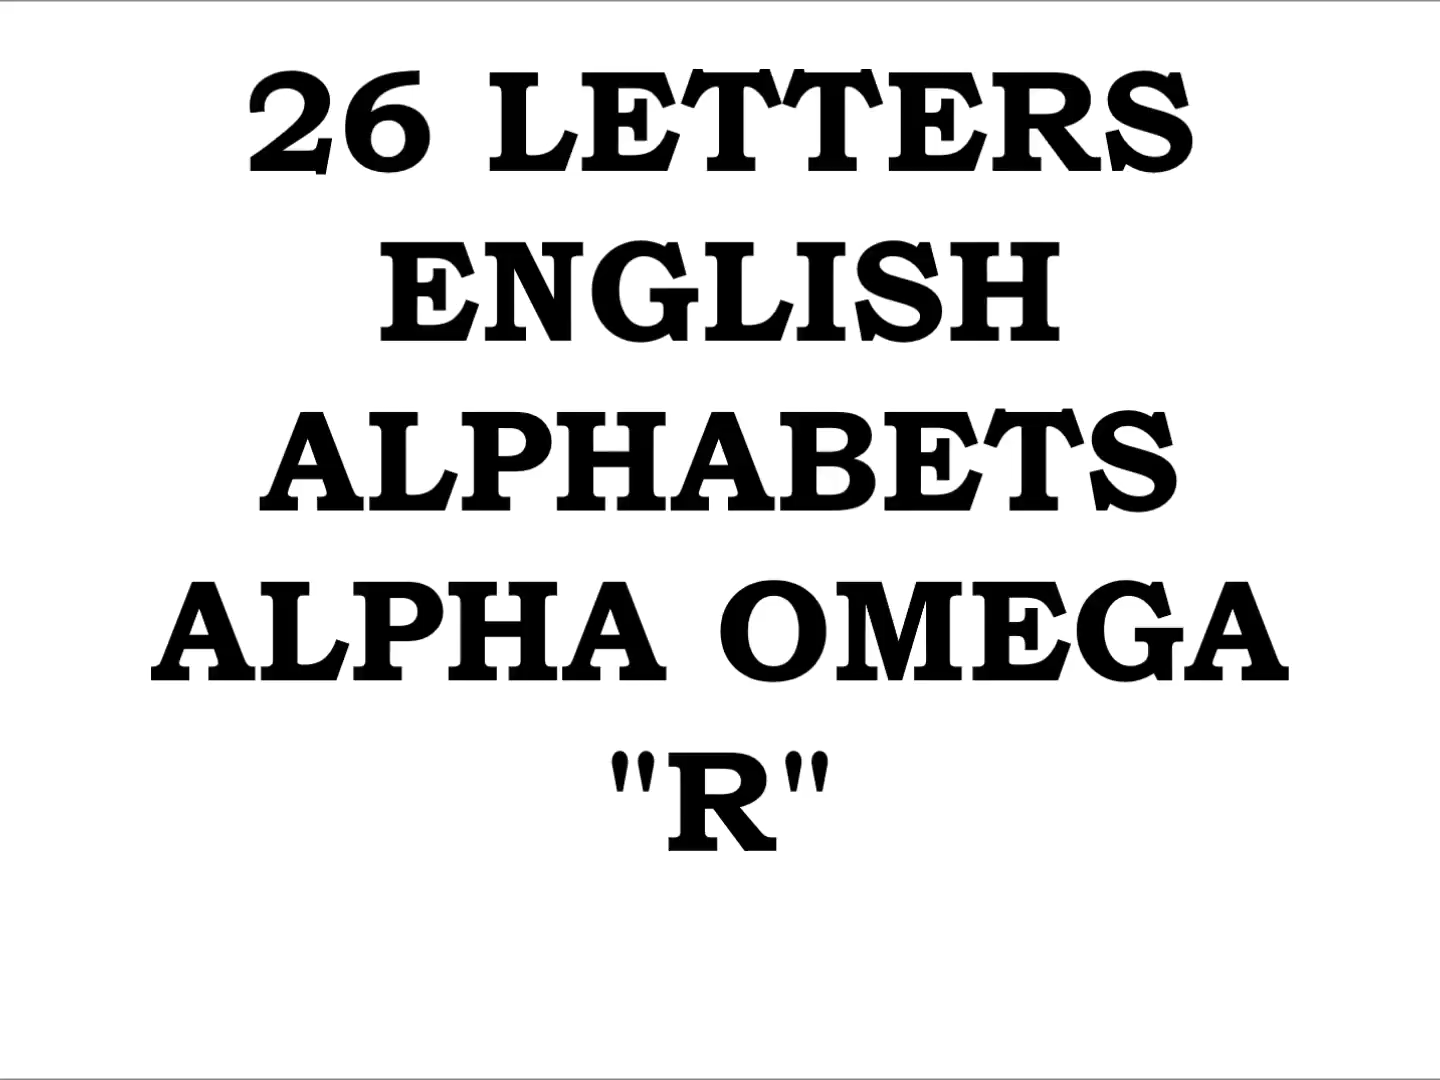 26 LETTERS
ENGLISH
ALPHABETS
ALPHA OMEGA
"R"